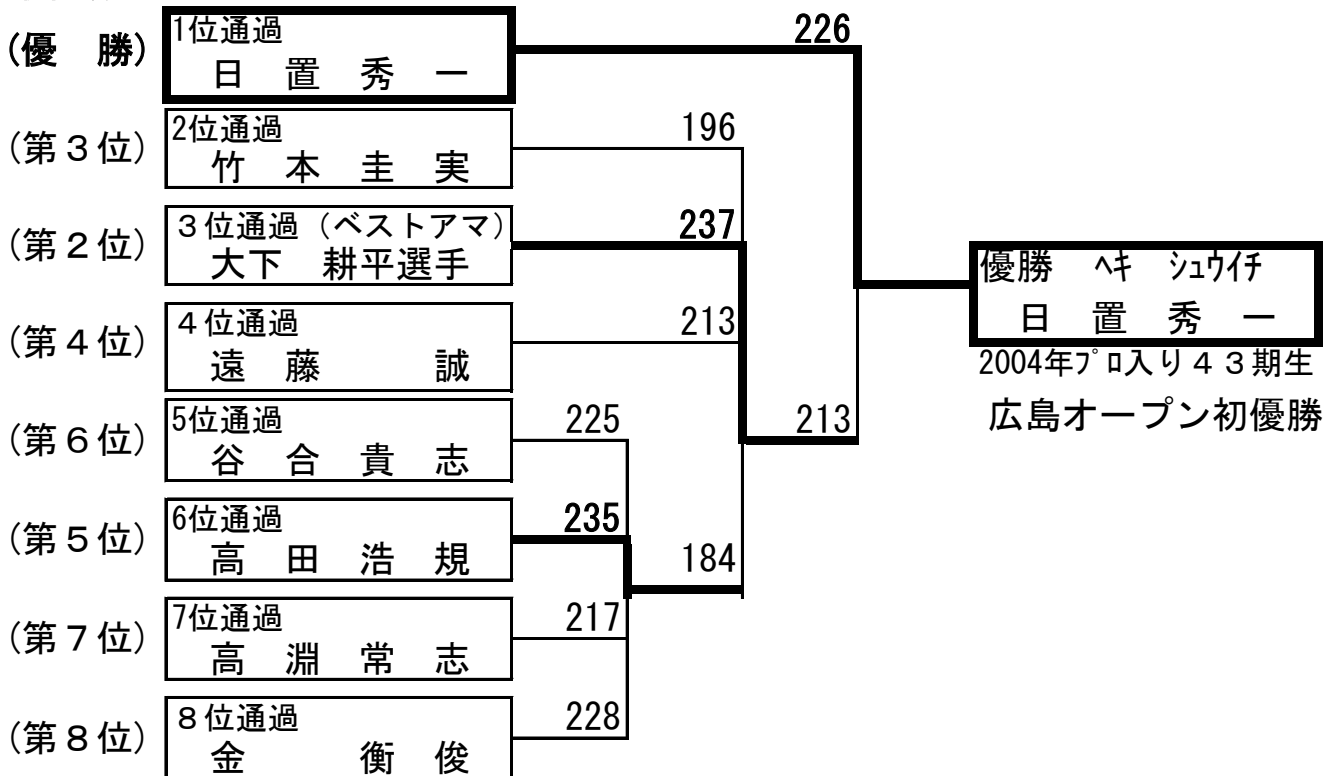 (優 勝)
1位通過
日 置 秀 一
226
(第３位)
2位通過
竹 本 圭 実
196
(第２位)
３位通過（ベストアマ）
大下 耕平選手
237
(第４位)
４位通過
遠 藤 誠
213
(第６位)
5位通過
谷 合 貴 志
225
(第５位)
6位通過
高 田 浩 規
235
184
(第７位)
7位通過
高 淵 常 志
217
(第８位)
８位通過
金 衡 俊
228
213
優勝 ﾍｷ ｼｭｳｲﾁ
日 置 秀 一
2004年ﾌﾟﾛ入り４３期生
広島オープン初優勝